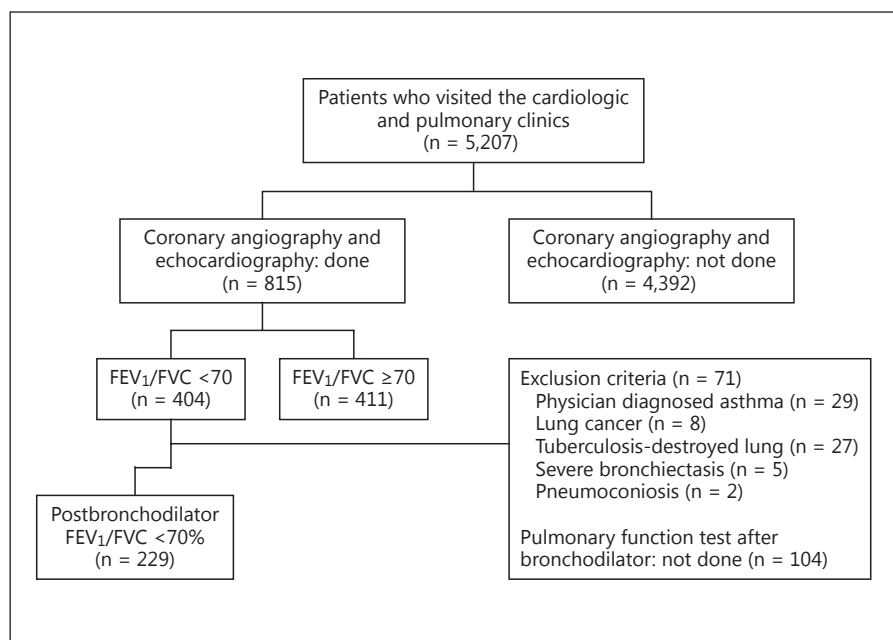 Patients who visited the cardiologic
and pulmonary clinics
(n = 5,207)
Coronary angiography and
echocardiography: done
(n = 815)
Coronary angiography and
echocardiography: not done
(n = 4,392)
FEV₁/FVC <70
(n = 404)
FEV₁/FVC ≥70
(n = 411)
Exclusion criteria (n = 71)
Physician diagnosed asthma (n = 29)
Lung cancer (n = 8)
Tuberculosis-destroyed lung (n = 27)
Severe bronchiectasis (n = 5)
Pneumoconiosis (n = 2)
Pulmonary function test after
bronchodilator: not done (n = 104)
Postbronchodilator
FEV₁/FVC <70%
(n = 229)